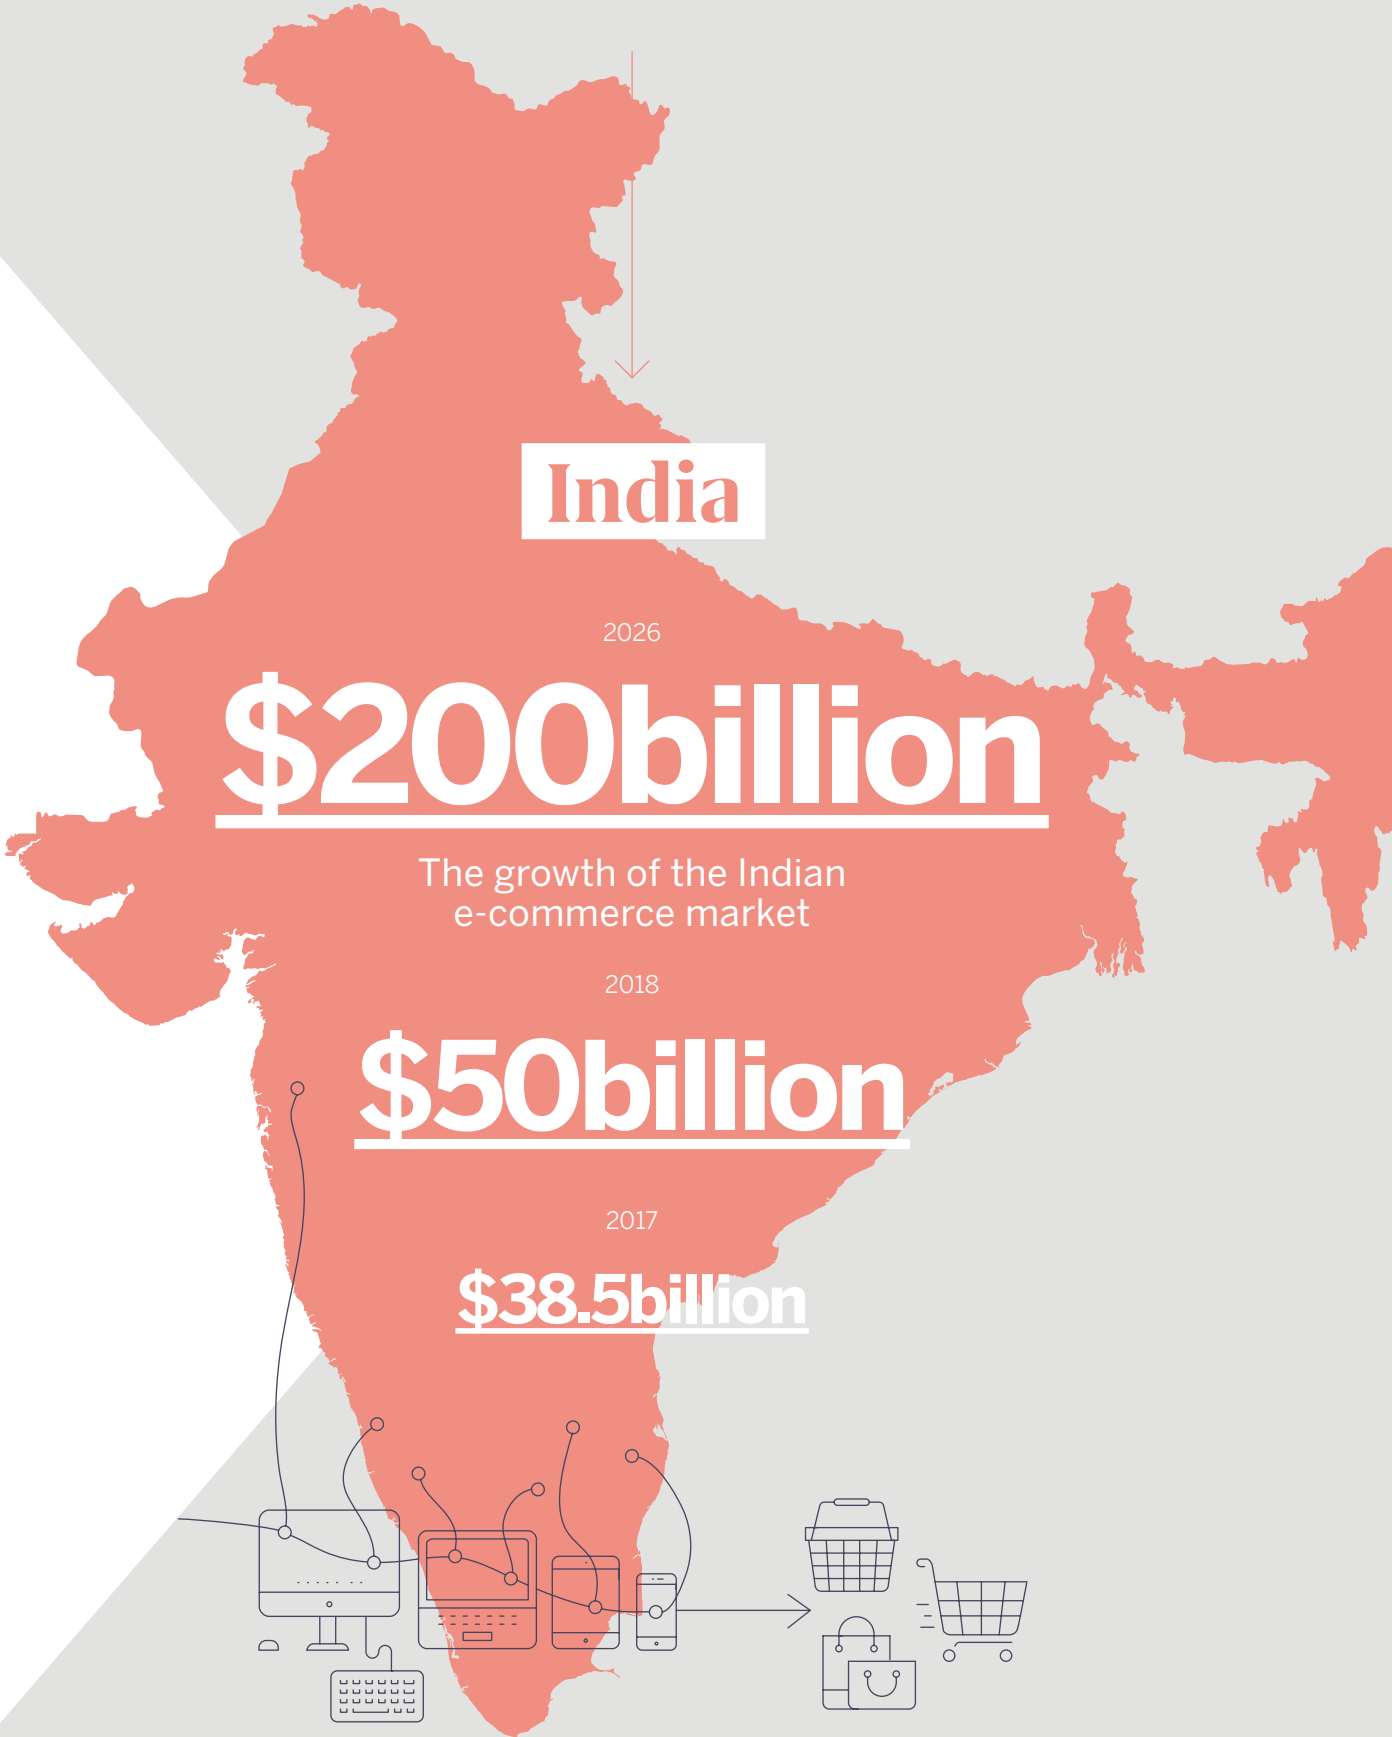 India
2026
$200billion
The growth of the Indian
e-commerce market
2018
$50billion
2017
$38.5billion